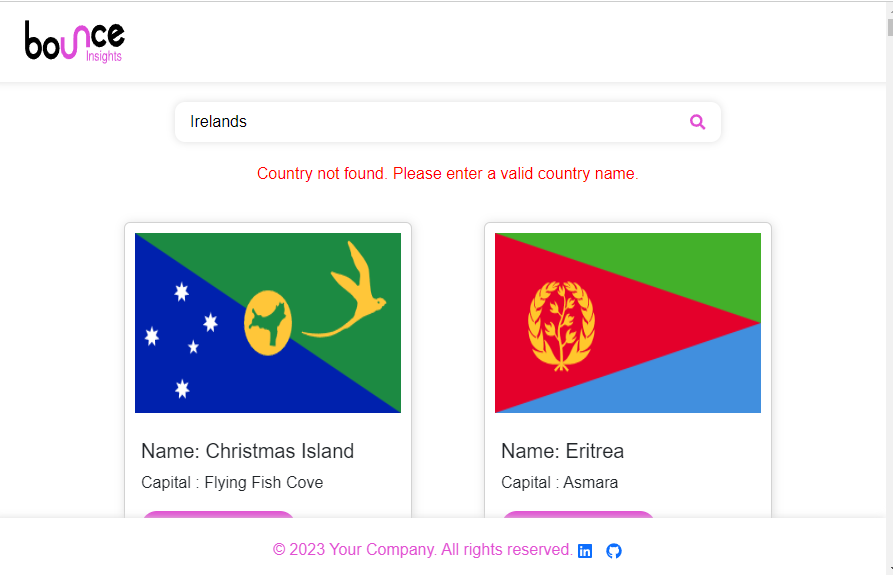 bounce
Insights
Irelands
Country not found. Please enter a valid country name.
Name: Christmas Island
Capital : Flying Fish Cove
Name: Eritrea
Capital : Asmara
© 2023 Your Company. All rights reserved.